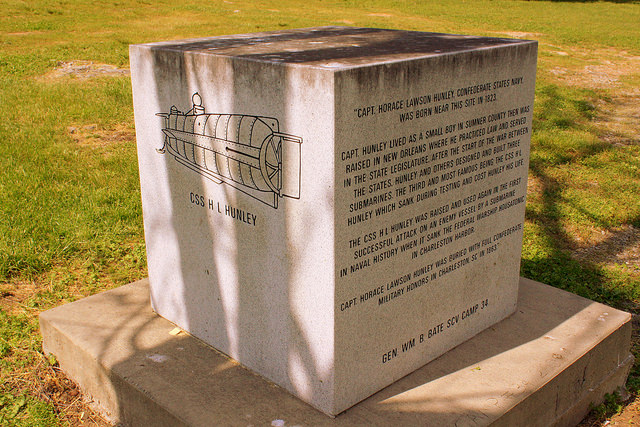 CSS H L HUNLEY
"CAPT. HORACE LAWSON HUNLEY, CONFEDERATE STATES NAVY,
WAS BORN NEAR THIS SITE IN 1823.
CAPT. HUNLEY LIVED AS A SMALL BOY IN SUMNER COUNTY THEN WAS
RAISED IN NEW ORLEANS WHERE HE PRACTICED LAW AND SERVED
IN THE STATE LEGISLATURE. AFTER THE START OF THE WAR BETWEEN
THE STATES, HUNLEY AND OTHERS DESIGNED AND BUILT THREE
SUBMARINES. THE THIRD AND MOST FAMOUS BEING THE CSS H.L.
HUNLEY WHICH SANK DURING TESTING AND COST HUNLEY HIS LIFE.
THE CSS H L HUNLEY WAS RAISED AND USED AGAIN IN THE FIRST
SUCCESSFUL ATTACK ON AN ENEMY VESSEL BY A SUBMARINE
IN NAVAL HISTORY WHEN IT SANK THE FEDERAL WARSHIP HOUSATONIC
IN CHARLESTON HARBOR.
CAPT. HORACE LAWSON HUNLEY WAS BURIED WITH FULL CONFEDERATE
MILITARY HONORS IN CHARLESTON, SC IN 1863."
GEN WM B BATE SCV CAMP 34